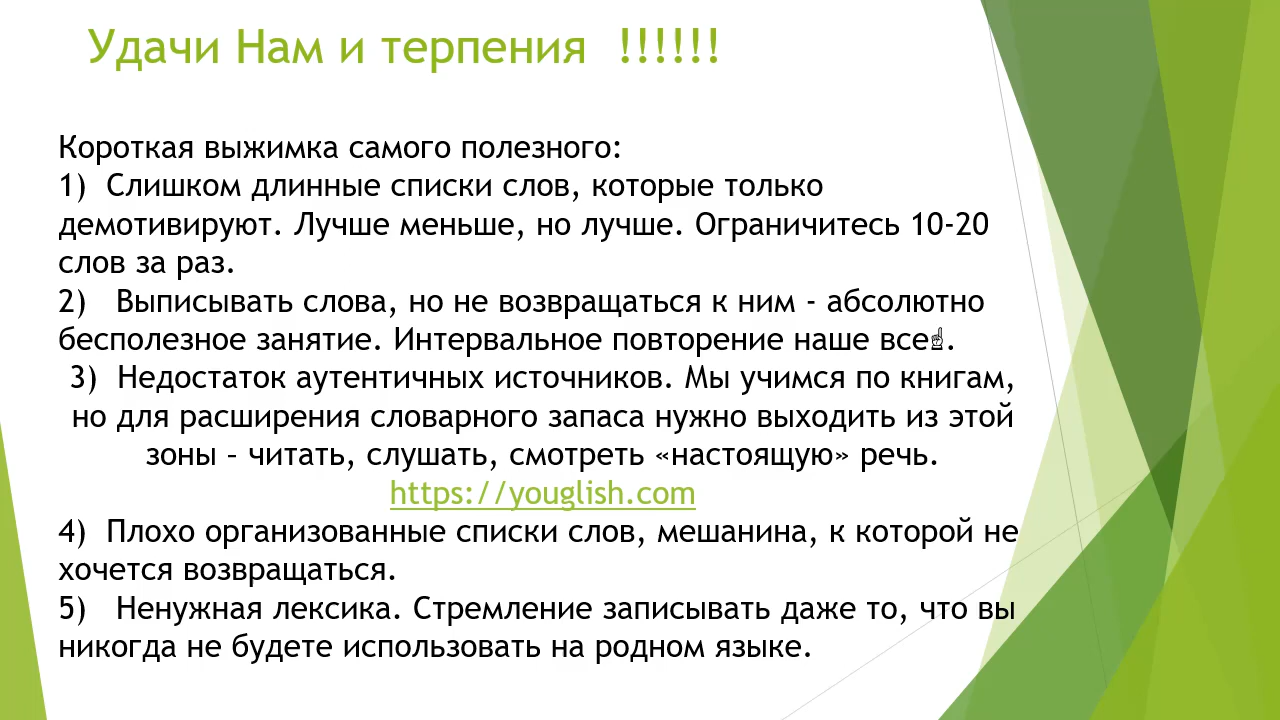 Удачи Нам и терпения !!!!!!
Короткая выжимка самого полезного:
1) Слишком длинные списки слов, которые только
демотивируют. Лучше меньше, но лучше. Ограничитесь 10-20
слов за раз.
2) Выписывать слова, но не возвращаться к ним - абсолютно
бесполезное занятие. Интервальное повторение наше все☝.
3) Недостаток аутентичных источников. Мы учимся по книгам,
но для расширения словарного запаса нужно выходить из этой
зоны – читать, слушать, смотреть «настоящую» речь.
https://youglish.com
4) Плохо организованные списки слов, мешанина, к которой не
хочется возвращаться.
5) Ненужная лексика. Стремление записывать даже то, что вы
никогда не будете использовать на родном языке.